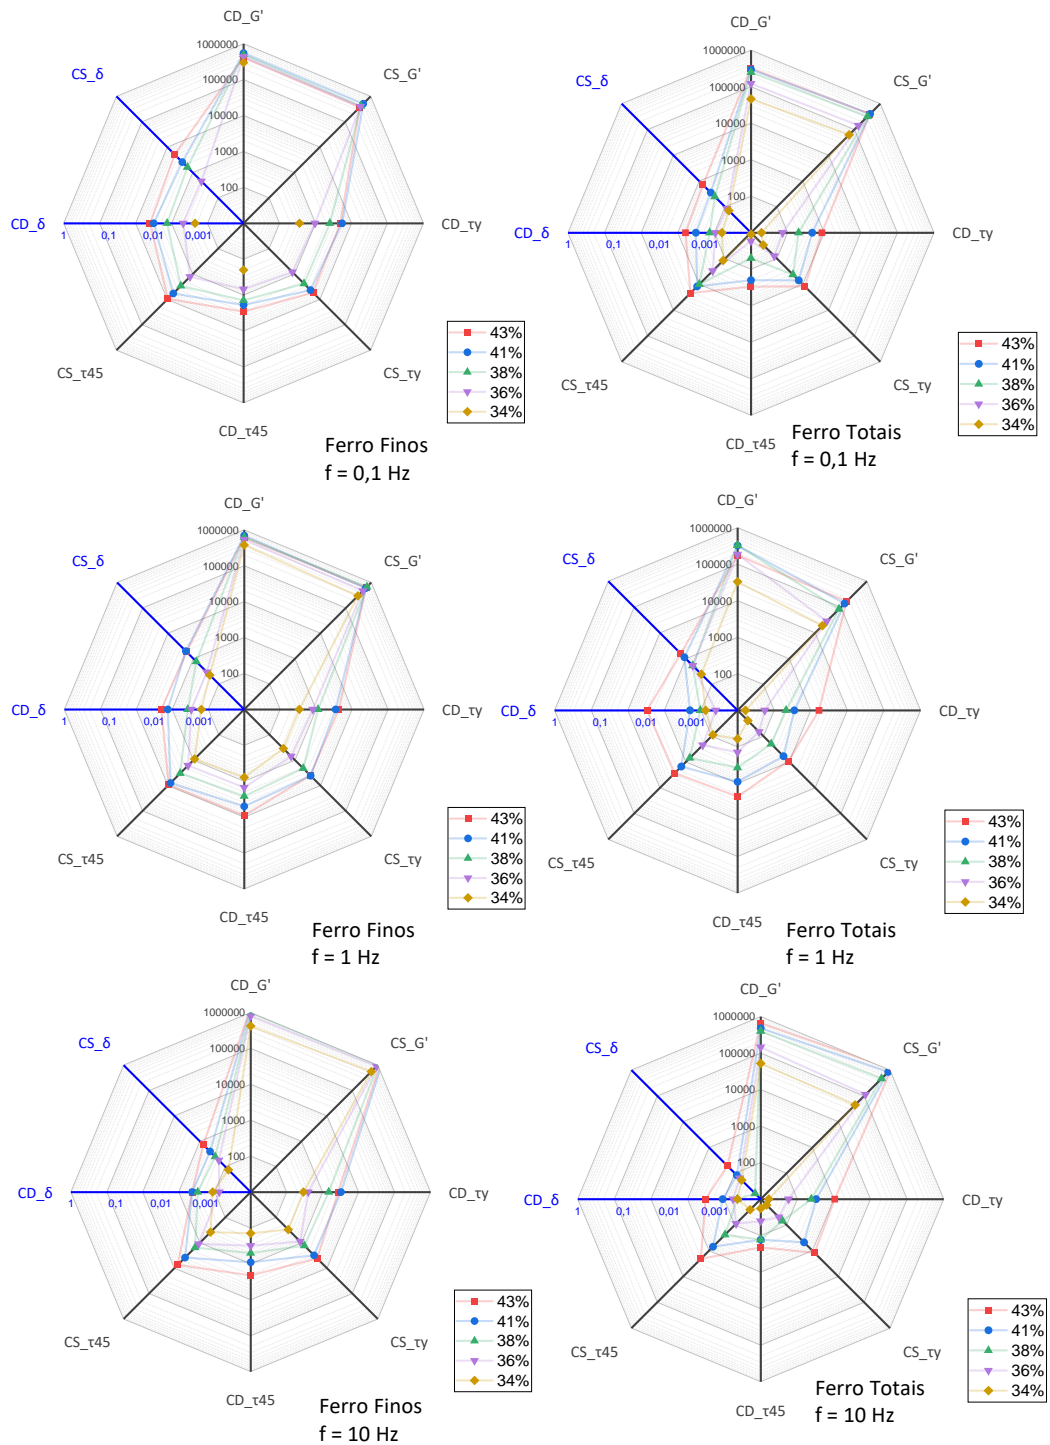 CD_G'
1000000
CS_δ
CS_G'
100000
10000
1000
100
CD_δ
CD_τy
1
0,1
0,01
0,001
CS_τ45
CS_τy
CD_τ45
43%
41%
38%
36%
34%
Ferro Finos
f = 0,1 Hz
CD_G'
1000000
CS_δ
CS_G'
100000
10000
1000
100
CD_δ
CD_τy
1
0,1
0,01
0,001
CS_τ45
CS_τy
CD_τ45
43%
41%
38%
36%
34%
Ferro Totais
f = 0,1 Hz
CD_G'
1000000
CS_δ
CS_G'
100000
10000
1000
100
CD_δ
CD_τy
1
0,1
0,01
0,001
CS_τ45
CS_τy
CD_τ45
43%
41%
38%
36%
34%
Ferro Finos
f = 1 Hz
CD_G'
1000000
CS_δ
CS_G'
100000
10000
1000
100
CD_δ
CD_τy
1
0,1
0,01
0,001
CS_τ45
CS_τy
CD_τ45
43%
41%
38%
36%
34%
Ferro Totais
f = 1 Hz
CD_G'
1000000
CS_δ
CS_G'
100000
10000
1000
100
CD_δ
CD_τy
1
0,1
0,01
0,001
CS_τ45
CS_τy
CD_τ45
43%
41%
38%
36%
34%
Ferro Finos
f = 10 Hz
CD_G'
1000000
CS_δ
CS_G'
100000
10000
1000
100
CD_δ
CD_τy
1
0,1
0,01
0,001
CS_τ45
CS_τy
CD_τ45
43%
41%
38%
36%
34%
Ferro Totais
f = 10 Hz